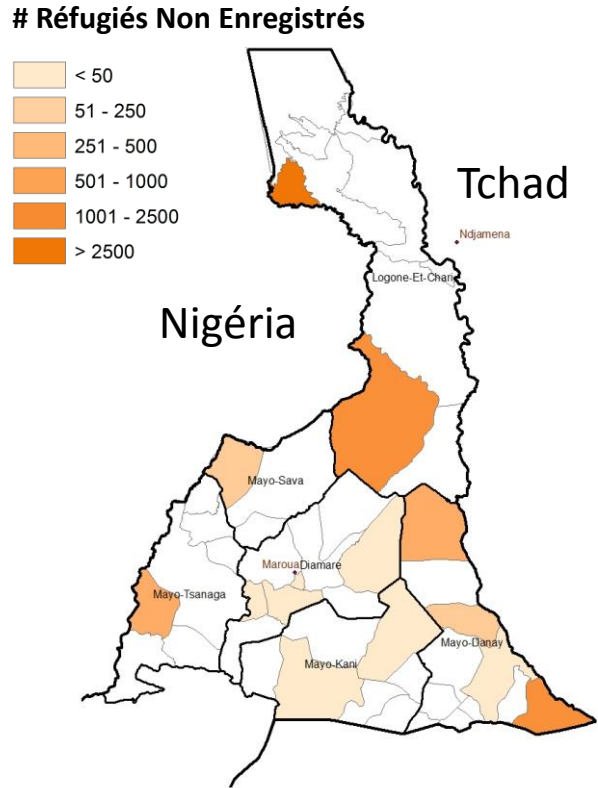 # Réfugiés Non Enregistrés
< 50
51 - 250
251 - 500
501 - 1000
1001 - 2500
> 2500
Tchad
Ndjamena
Logone-Et-Chari
Nigéria
Mayo-Sava
Maroua
Diamare
Mayo-Tsanaga
Mayo-Danay
Mayo-Kani